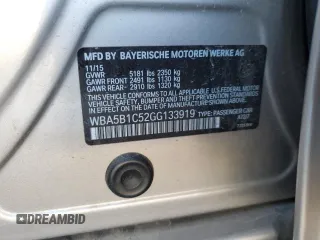 MFD BY BAYERISCHE MOTOREN WERKE AG
11/15
GVWR 5181 lbs 2350 kg
GAWR FRONT 2491 lbs 1130 kg
GAWR REAR 2910 lbs 1320 kg
THIS VEHICLE CONFORMS TO ALL APPLICABLE
FEDERAL MOTOR VEHICLE SAFETY, BUMPER,
AND THEFT PREVENTION STANDARDS
IN EFFECT ON THE DATE OF
MANUFACTURE SHOWN ABOVE.
WBA5B1C52GG133919 TYPE: PASSENGER CAR
DIBBLEAUTO